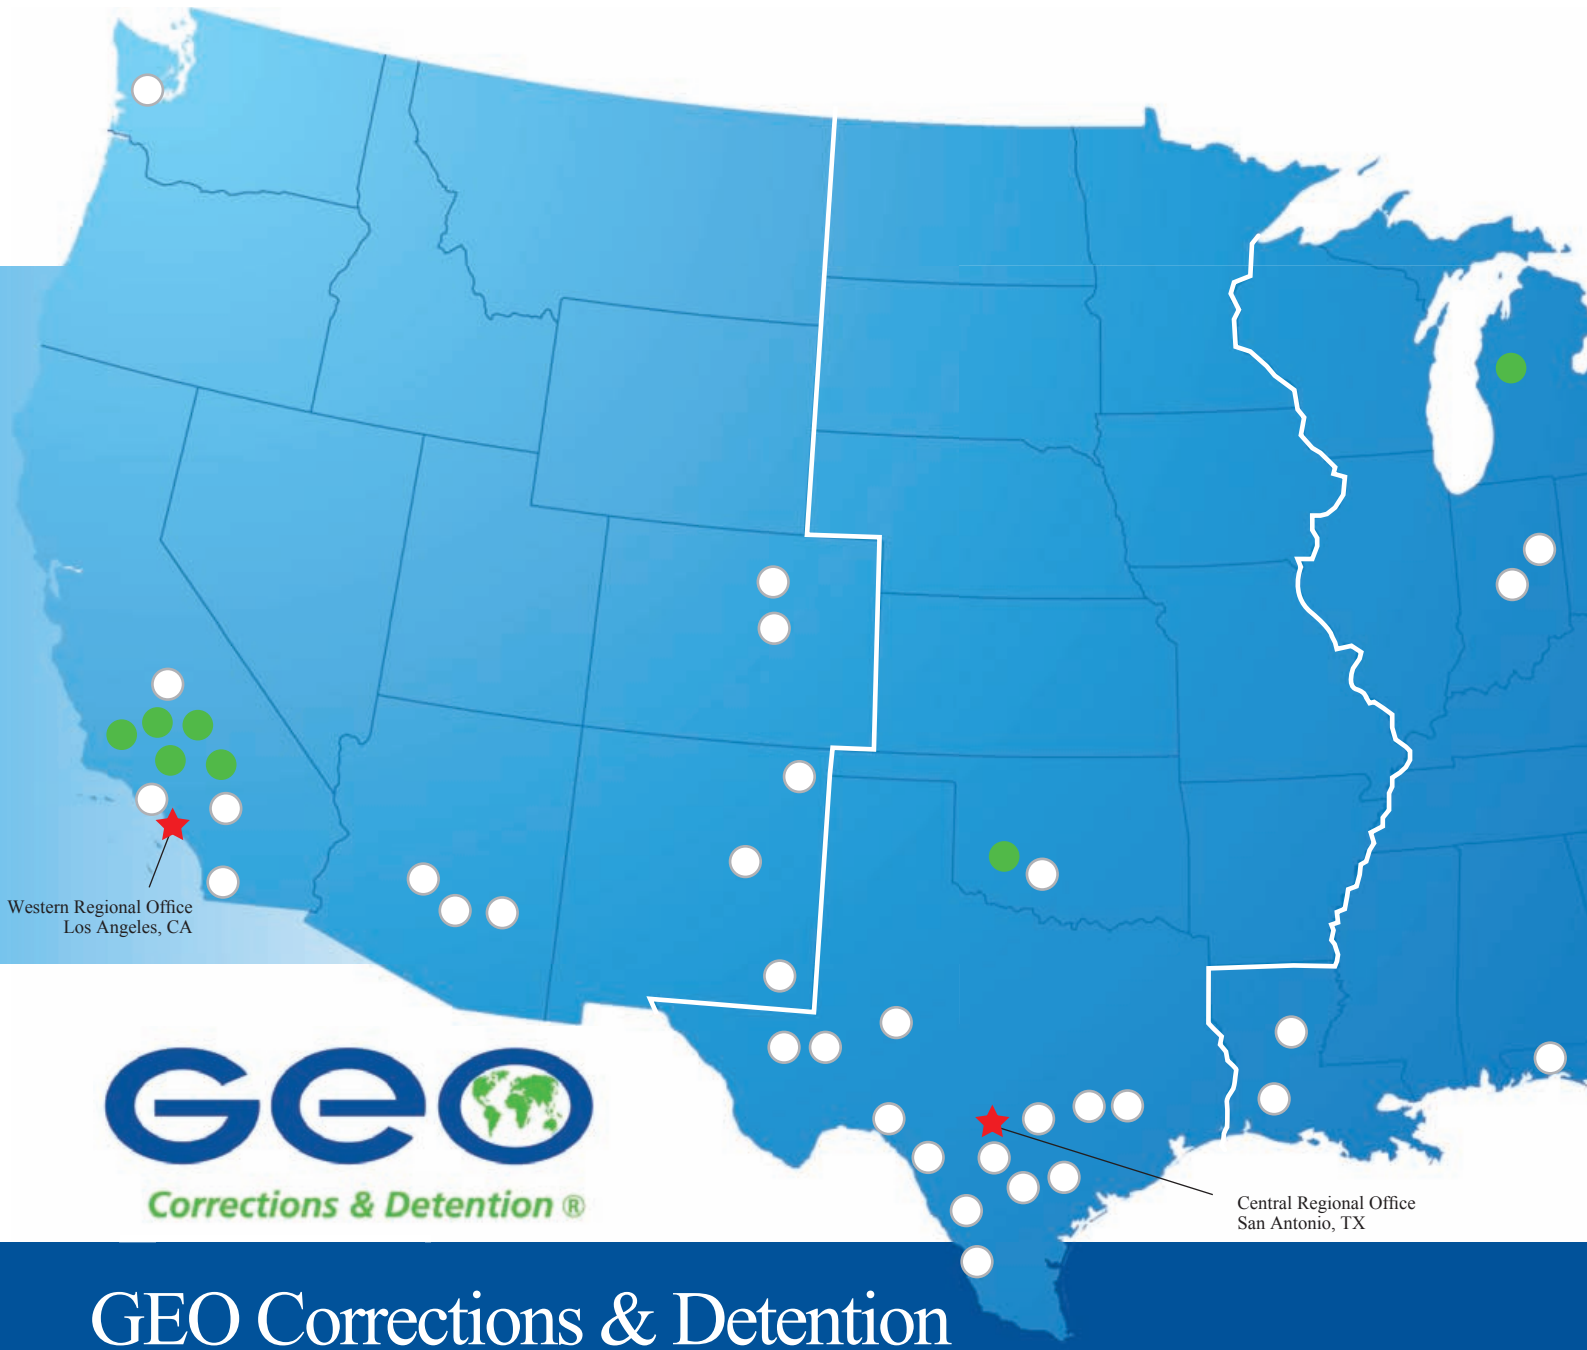 Western Regional Office
Los Angeles, CA
GEO
Corrections & Detention ®
Central Regional Office
San Antonio, TX
GEO Corrections & Detention